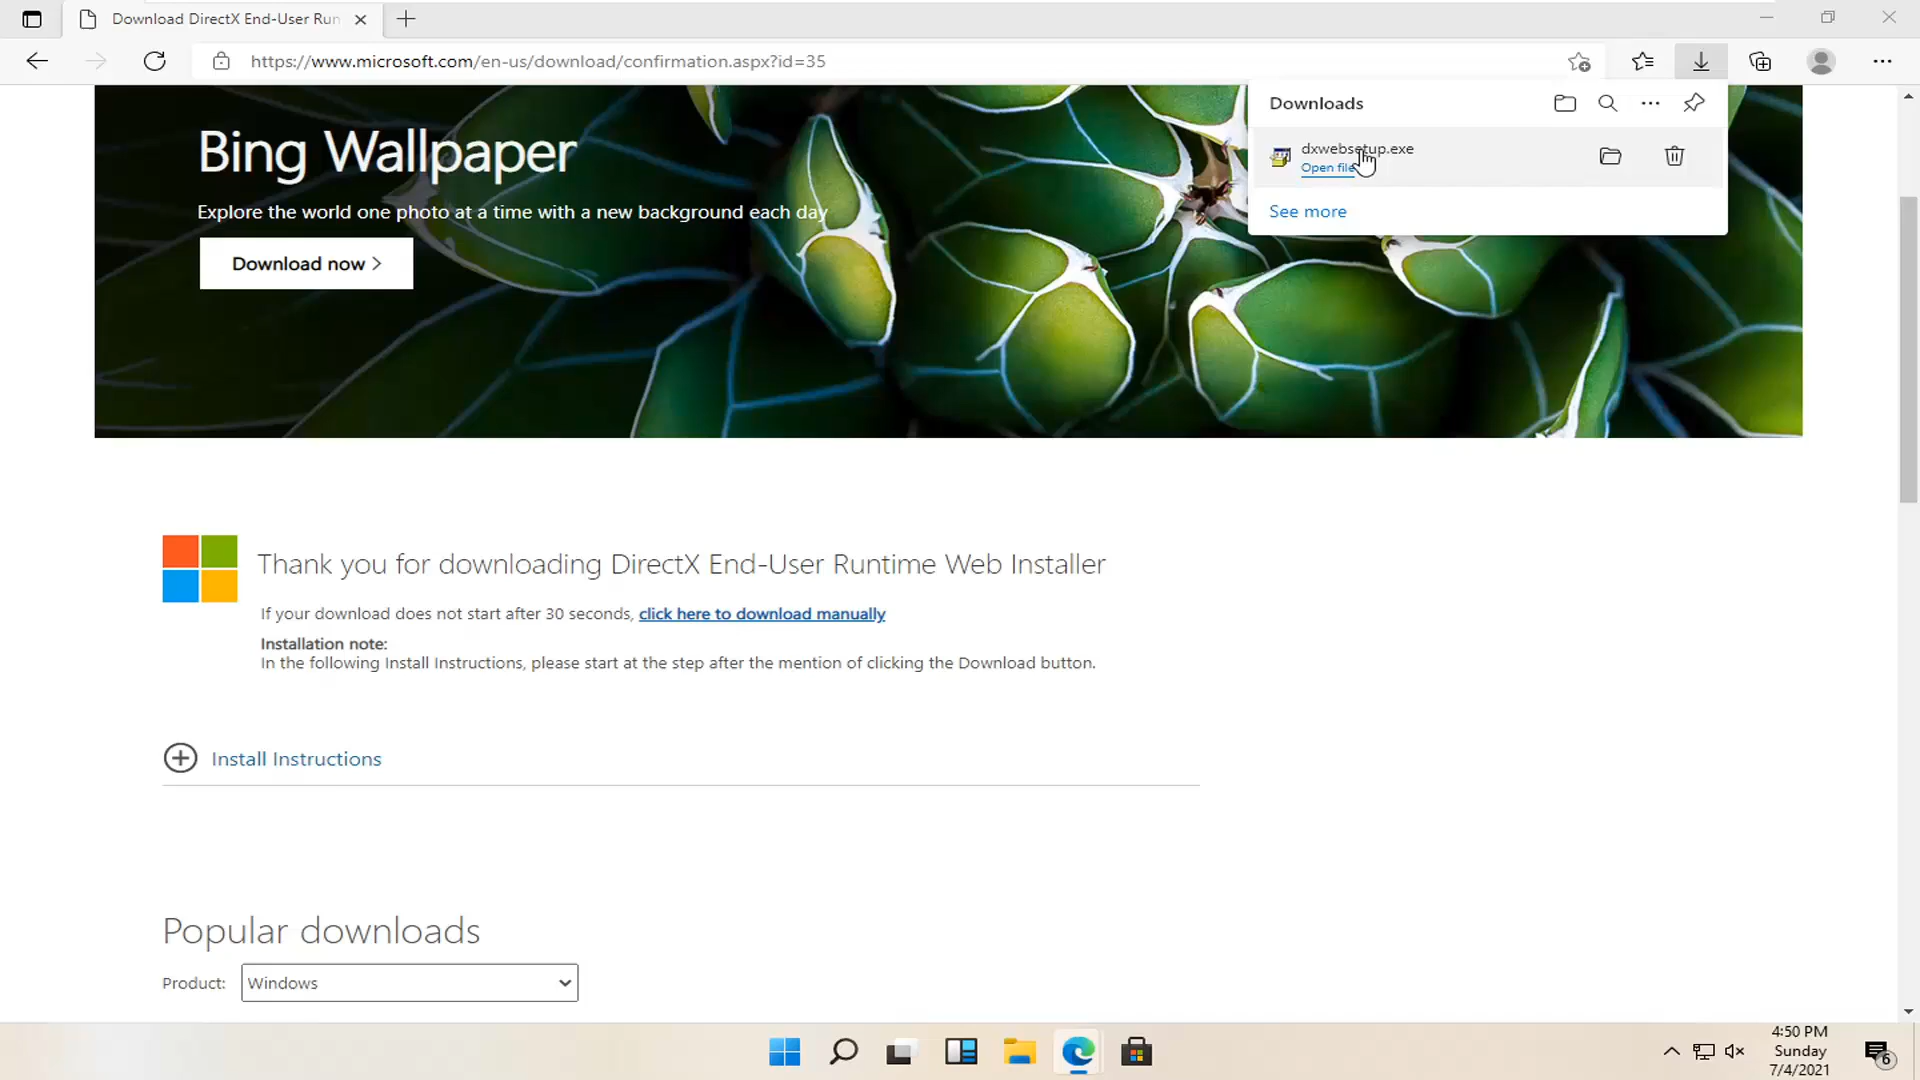 Download DirectX End-User Run
https://www.microsoft.com/en-us/download/confirmation.aspx?id=35
Downloads
dxwebsetup.exe
Open file
See more
Bing Wallpaper
Explore the world one photo at a time with a new background each day
Download now >
Thank you for downloading DirectX End-User Runtime Web Installer
If your download does not start after 30 seconds, click here to download manually
Installation note:
In the following Install Instructions, please start at the step after the mention of clicking the Download button.
Install Instructions
Popular downloads
Product: Windows
4:50 PM
Sunday
7/4/2021
6